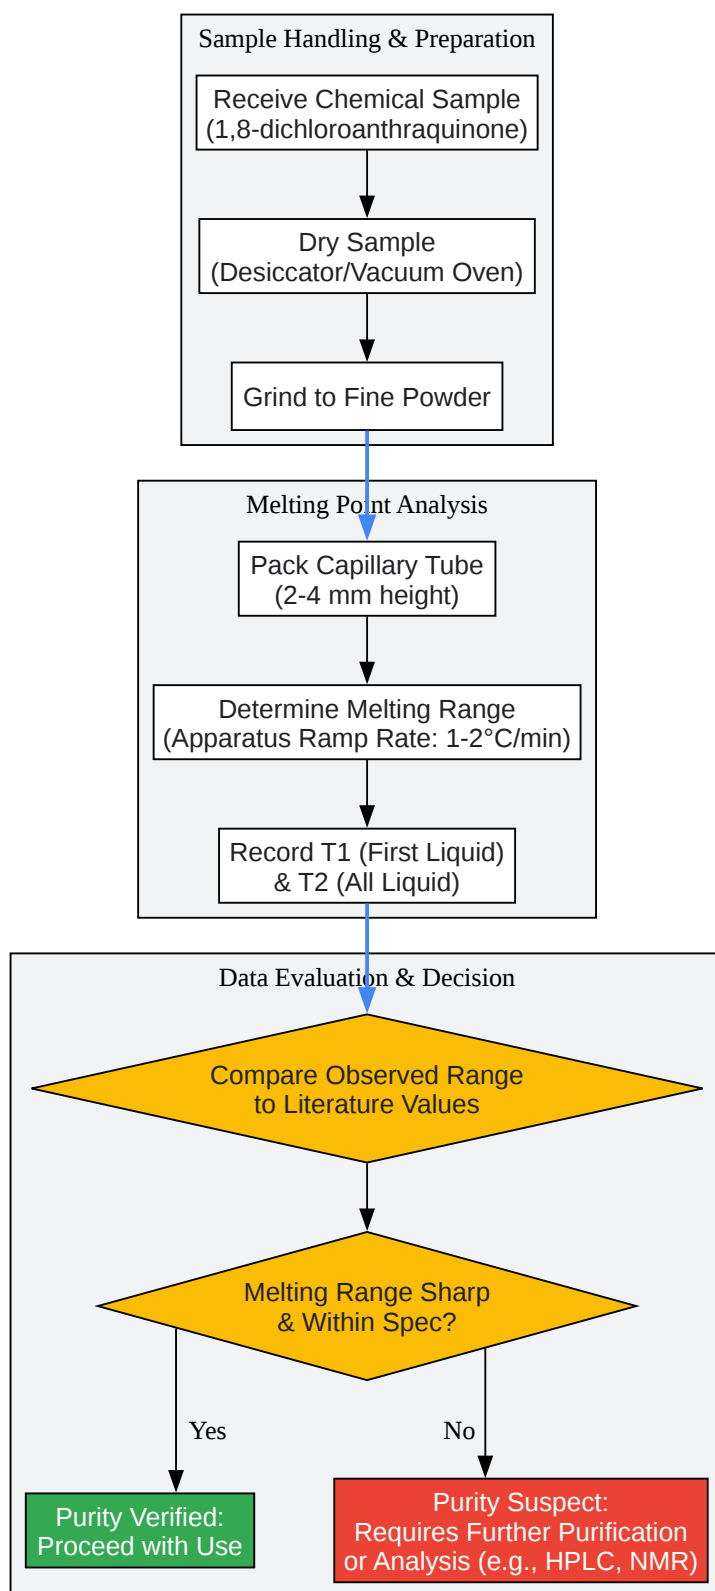 Sample Handling & Preparation
Receive Chemical Sample
(1,8-dichloroanthraquinone)
Dry Sample
(Desiccator/Vacuum Oven)
Grind to Fine Powder
Melting Point Analysis
Pack Capillary Tube
(2-4 mm height)
Determine Melting Range
(Apparatus Ramp Rate: 1-2°C/min)
Record T1 (First Liquid)
& T2 (All Liquid)
Data Evaluation & Decision
Compare Observed Range
to Literature Values
Melting Range Sharp
& Within Spec?
Yes
No
Purity Verified:
Proceed with Use
Purity Suspect:
Requires Further Purification
or Analysis (e.g., HPLC, NMR)